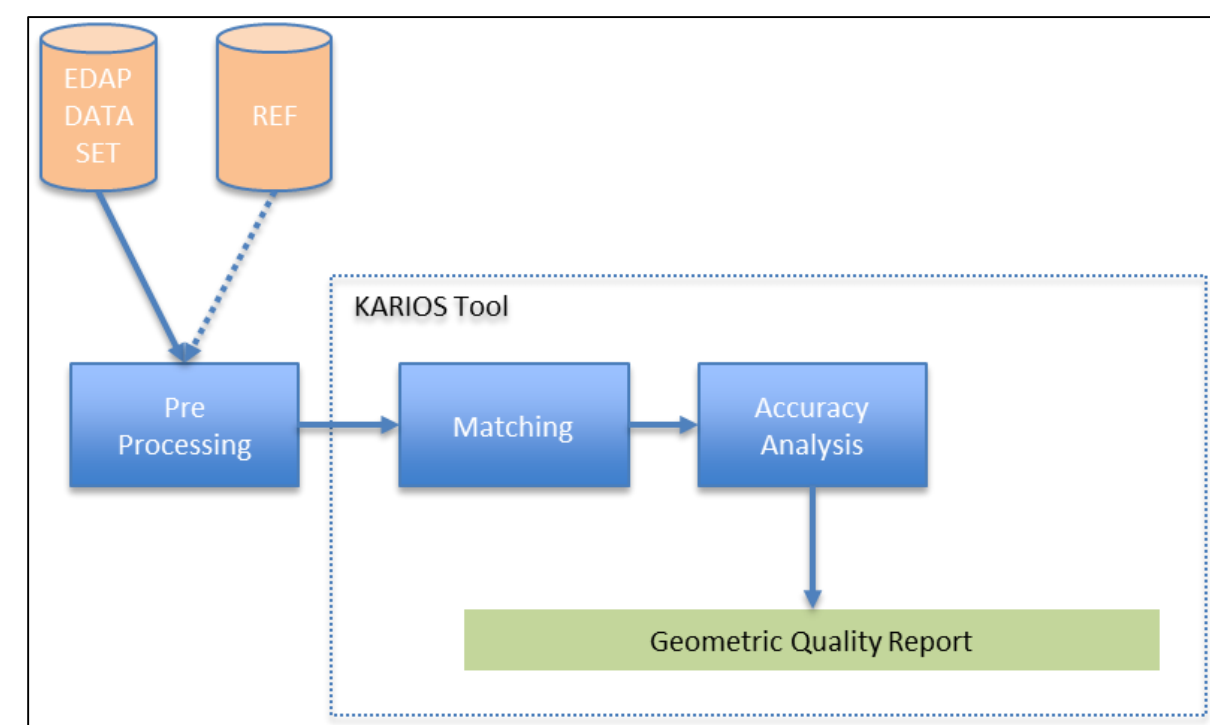 EDAP
DATA
SET
REF
KARIOS Tool
Pre
Processing
Matching
Accuracy
Analysis
Geometric Quality Report